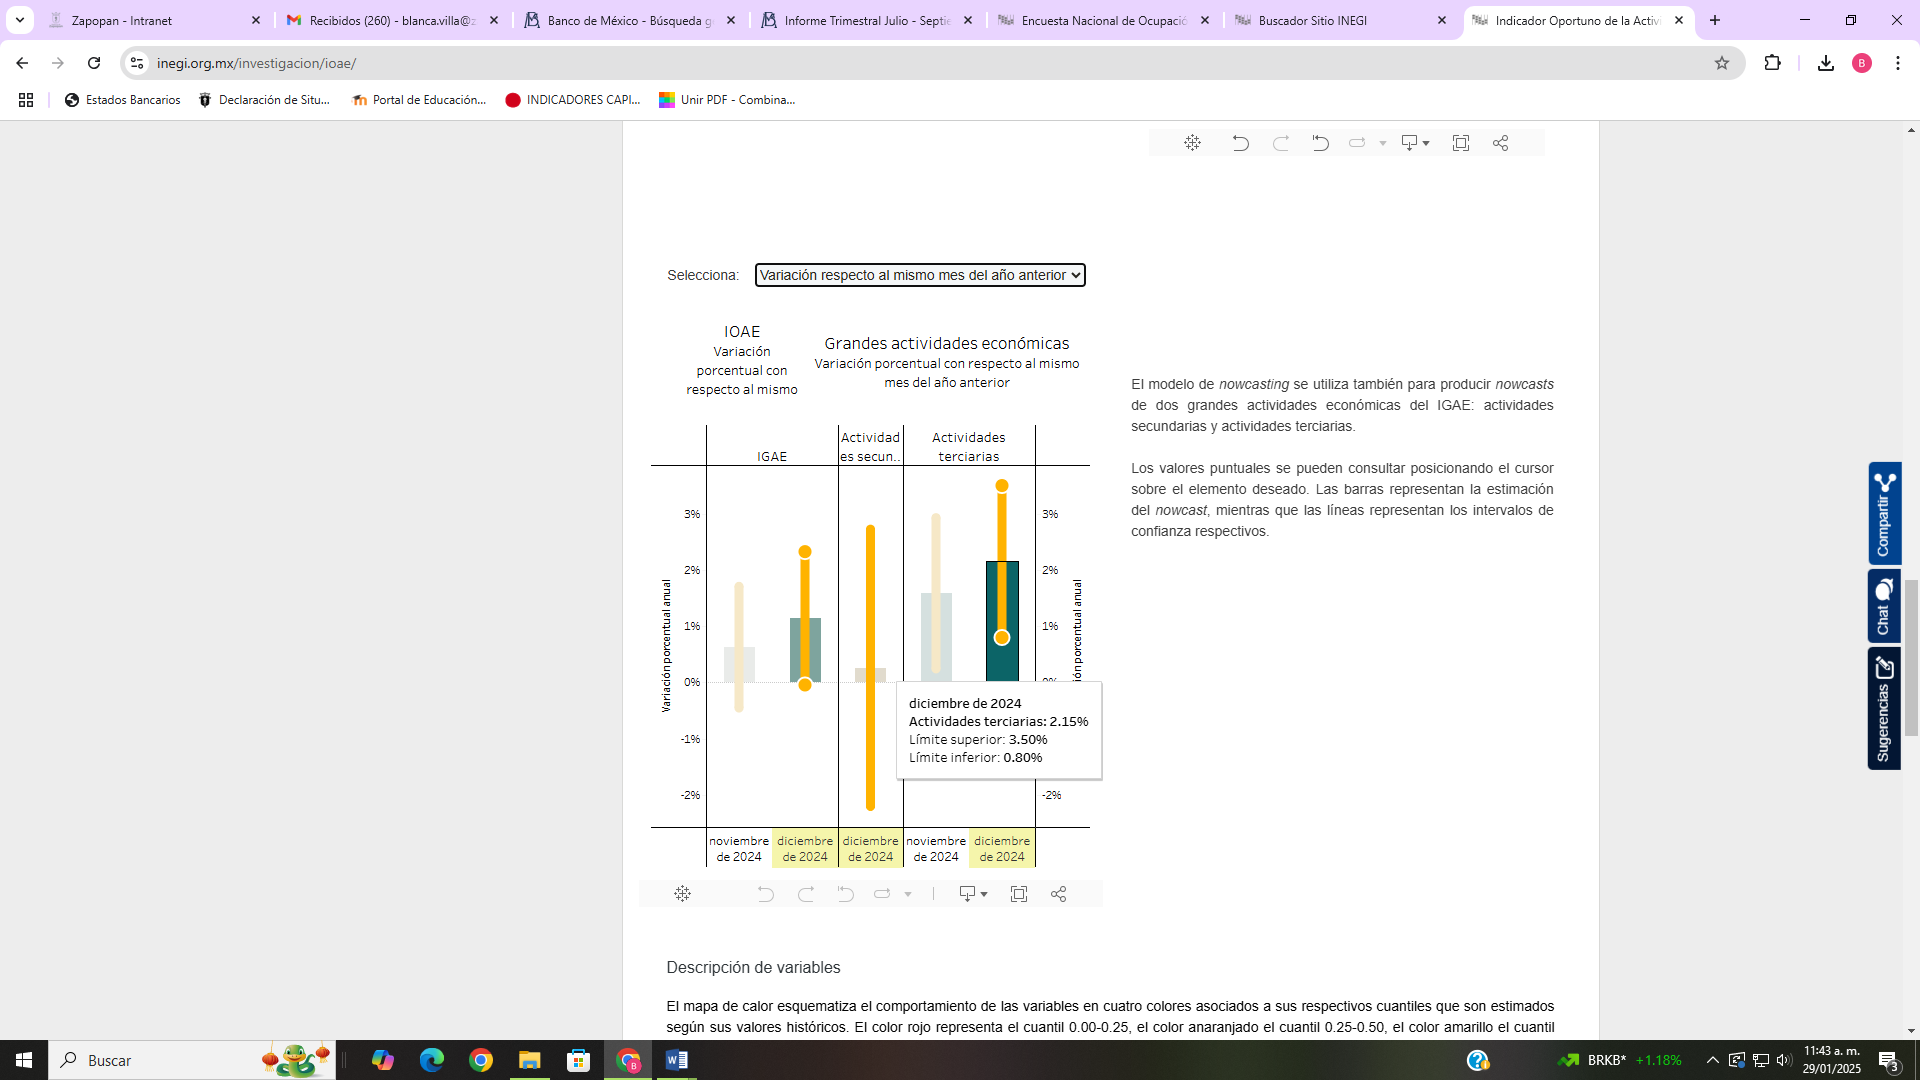 Zapopan - Intranet
Recibidos (260) - blanca.villa@z
Banco de México - Búsqueda g
Informe Trimestral Julio - Septie
Encuesta Nacional de Ocupació
Buscador Sitio INEGI
Indicador Oportuno de la Activi
inegi.org.mx/investigacion/ioae/
B
Estados Bancarios
Declaración de Situ...
Portal de Educación...
INDICADORES CAPI...
Unir PDF - Combina...
Selecciona:
Variación respecto al mismo mes del año anterior
IOAE
Variación
porcentual con
respecto al mismo
Grandes actividades económicas
Variación porcentual con respecto al mismo
mes del año anterior
IGAE
Actividad
es secun..
Actividades
terciarias
Variación porcentual anual
3%
2%
1%
0%
-1%
-2%
3%
2%
1%
0%
-2%
ión porcentual anual
diciembre de 2024
Actividades terciarias: 2.15%
Límite superior: 3.50%
Límite inferior: 0.80%
noviembre
de 2024
diciembre
de 2024
diciembre
de 2024
noviembre
de 2024
diciembre
de 2024
El modelo de nowcasting se utiliza también para producir nowcasts
de dos grandes actividades económicas del IGAE: actividades
secundarias y actividades terciarias.
Los valores puntuales se pueden consultar posicionando el cursor
sobre el elemento deseado. Las barras representan la estimación
del nowcast, mientras que las líneas representan los intervalos de
confianza respectivos.
Compartir
Chat
Sugerencias
Descripción de variables
El mapa de calor esquematiza el comportamiento de las variables en cuatro colores asociados a sus respectivos cuantiles que son estimados
según sus valores históricos. El color rojo representa el cuantil 0.00-0.25, el color anaranjado el cuantil 0.25-0.50, el color amarillo el cuantil
Buscar
B
BRKB* +1.18%
11:43 a. m.
29/01/2025
3